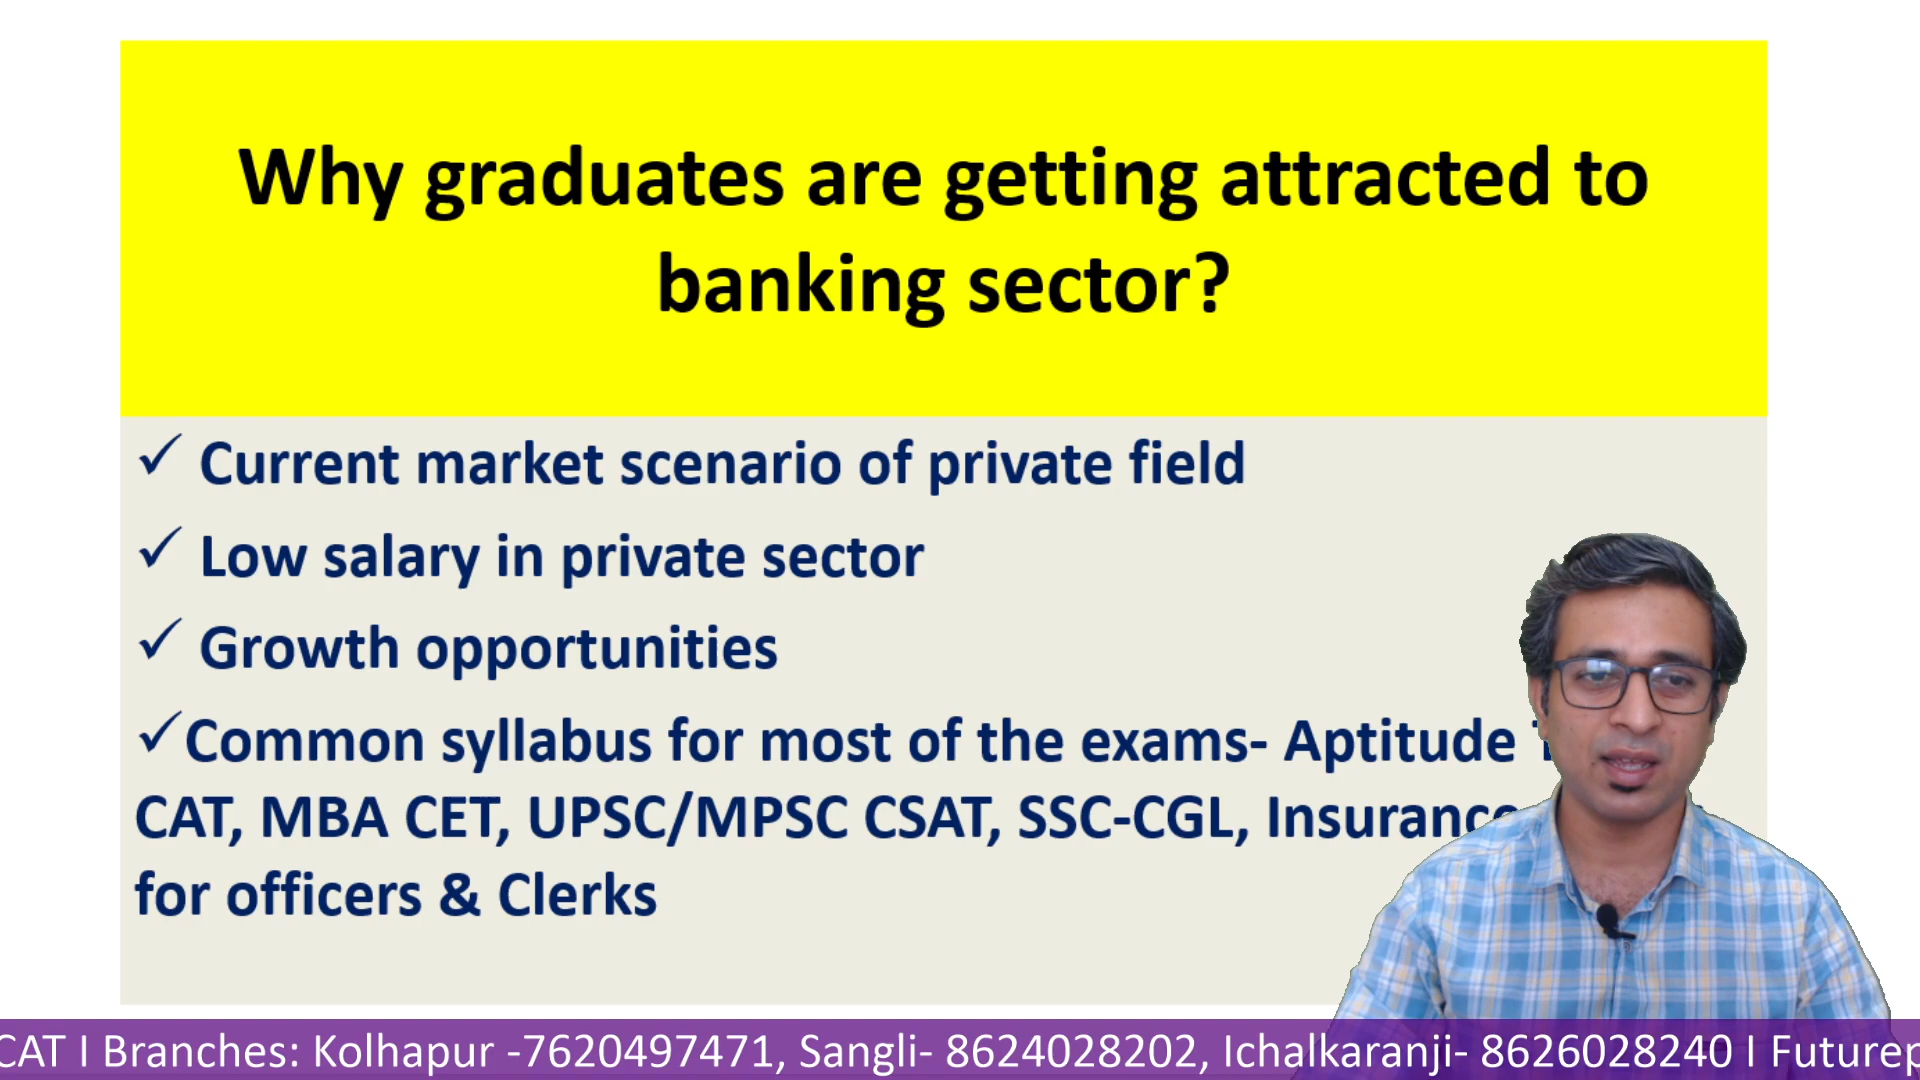 Why graduates are getting attracted to
banking sector?
✓ Current market scenario of private field
✓ Low salary in private sector
✓ Growth opportunities
✓Common syllabus for most of the exams- Aptitude
CAT, MBA CET, UPSC/MPSC CSAT, SSC-CGL,
for officers & Clerks
CAT I Branches: Kolhapur -7620497471, Sangli- 8624028202, Ichalkaranji- 8626028240 I